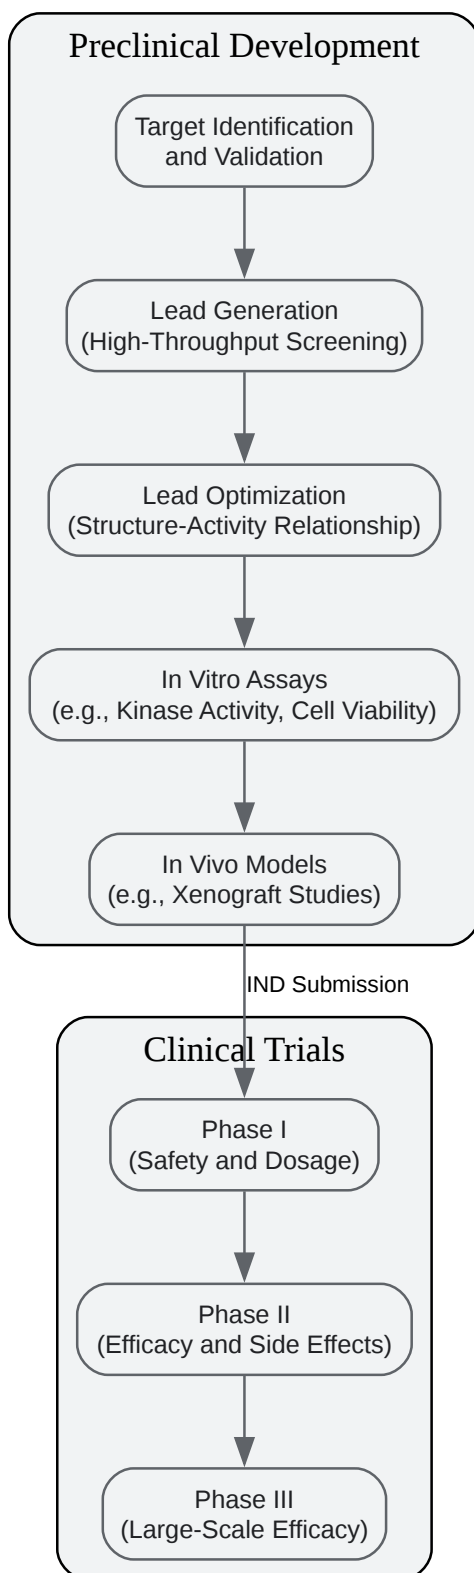 Preclinical Development
Target Identification
and Validation
Lead Generation
(High-Throughput Screening)
Lead Optimization
(Structure-Activity Relationship)
In Vitro Assays
(e.g., Kinase Activity, Cell Viability)
In Vivo Models
(e.g., Xenograft Studies)
IND Submission
Clinical Trials
Phase I
(Safety and Dosage)
Phase II
(Efficacy and Side Effects)
Phase III
(Large-Scale Efficacy)